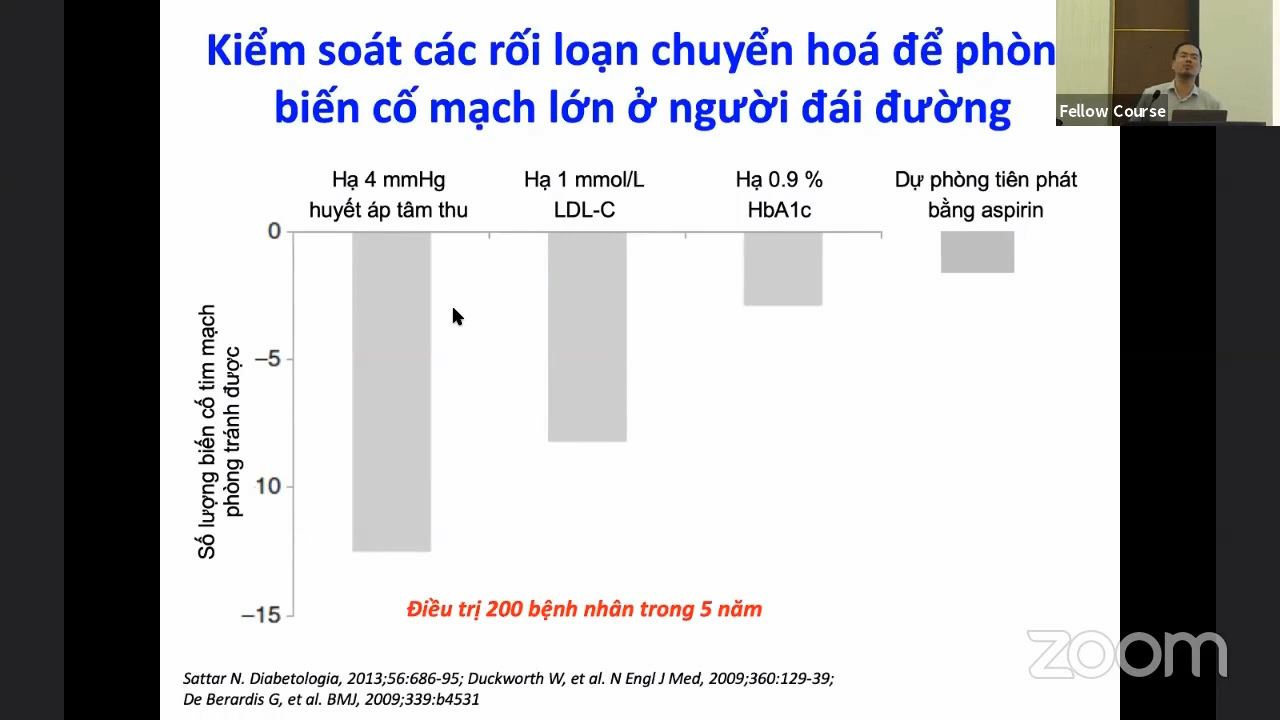 Kiểm soát các rối loạn chuyển hoá để phòn
biến cố mạch lớn ở người đái đường
Fellow Course
Hạ 4 mmHg
huyết áp tâm thu
Hạ 1 mmol/L
LDL-C
Hạ 0.9 %
HbA1c
Dự phòng tiên phát
bằng aspirin
0
–5
10
–15
Số lượng biến cố tim mạch
phòng tránh được
Điều trị 200 bệnh nhân trong 5 năm
zoom
Sattar N. Diabetologia, 2013;56:686-95; Duckworth W, et al. N Engl J Med, 2009;360:129-39;
De Berardis G, et al. BMJ, 2009;339:b4531